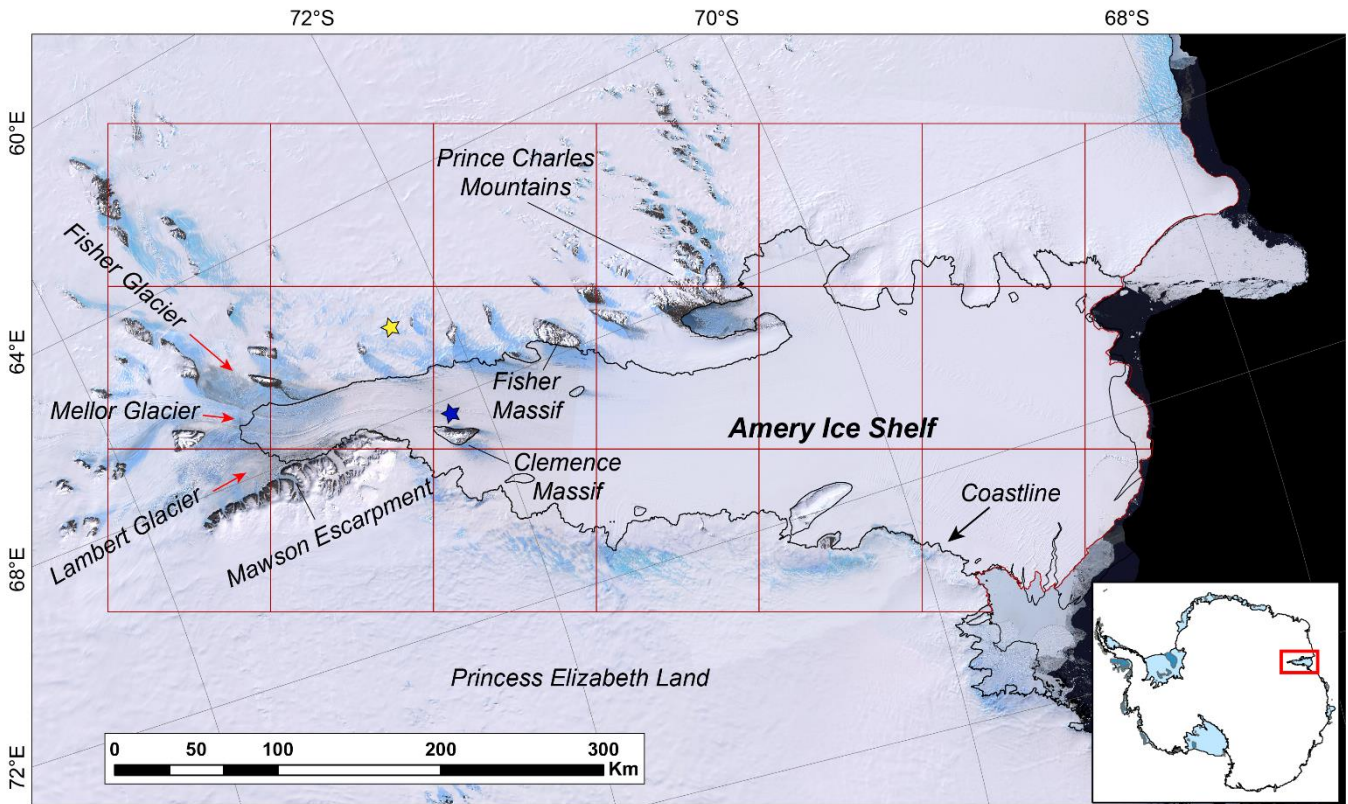 72°S
70°S
68°S
60°E
64°E
68°E
72°E
Prince Charles
Mountains
Fisher Glacier
Mellor Glacier
Lambert Glacier
Mawson Escarpment
Fisher
Massif
Clemence
Massif
Amery Ice Shelf
Coastline
Princess Elizabeth Land
0 50 100 200 300
Km